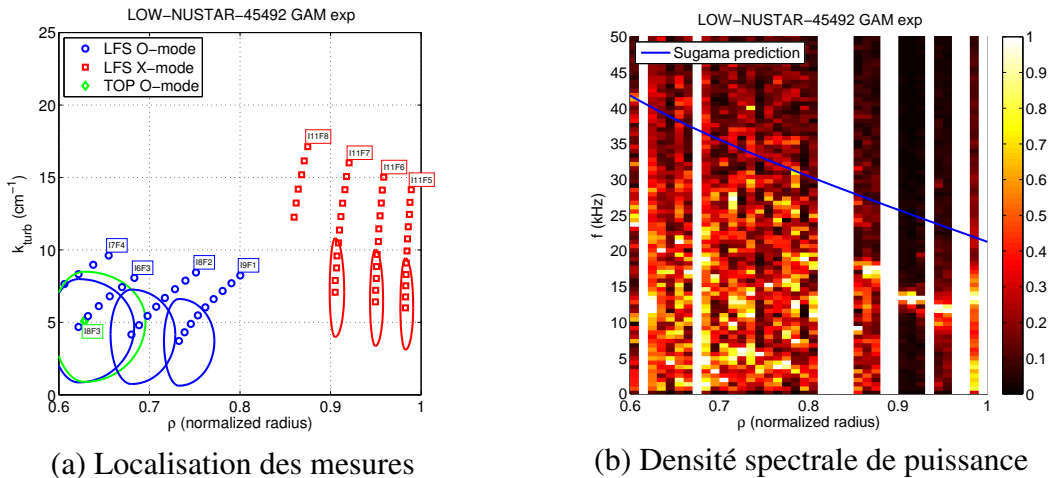 LOW−NUSTAR−45492 GAM exp
25
20
15
10
5
0
k_turb (cm⁻¹)
LFS O−mode
LFS X−mode
TOP O−mode
I11F8
I11F7
I11F6
I11F5
I7F4
I6F3
I8F2
I9F1
I8F3
0.6 0.7 0.8 0.9 1
ρ (normalized radius)
(a) Localisation des mesures
LOW−NUSTAR−45492 GAM exp
50
45
40
35
30
25
20
15
10
5
0
f (kHz)
Sugama prediction
0.6 0.7 0.8 0.9 1
ρ (normalized radius)
1
0.9
0.8
0.7
0.6
0.5
0.4
0.3
0.2
0.1
0
(b) Densité spectrale de puissance